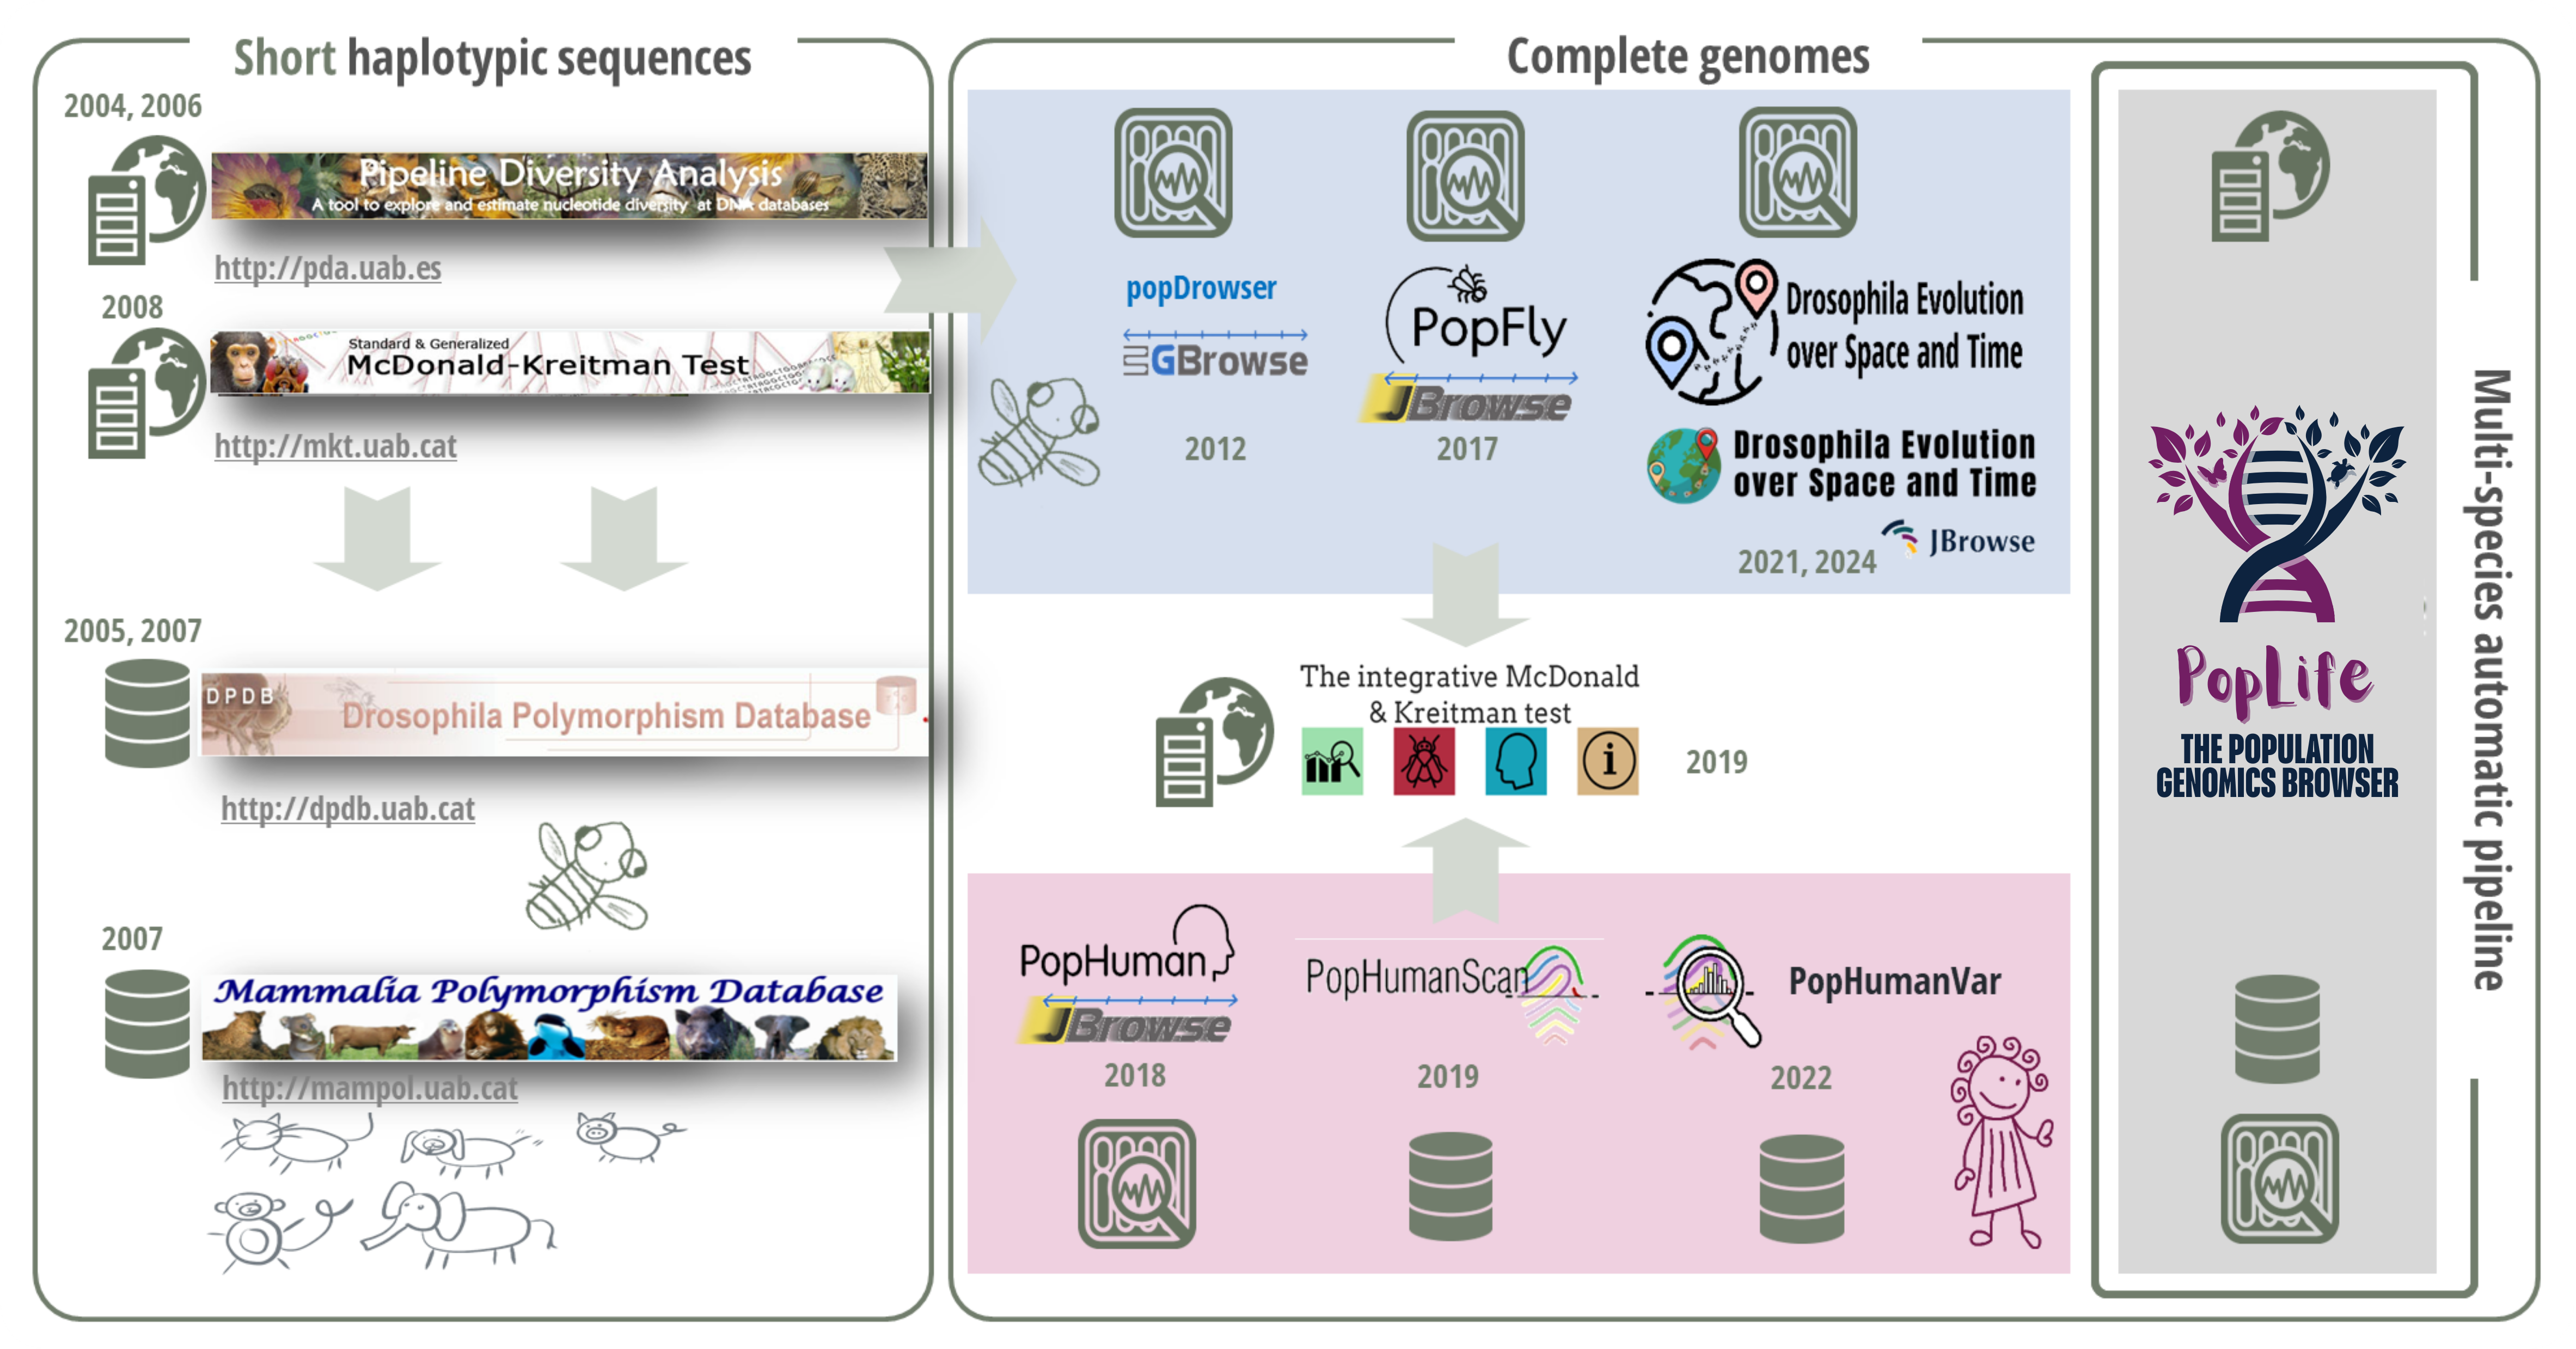 Short haplotypic sequences
2004, 2006
Pipeline Diversity Analysis
A tool to explore and estimate nucleotide diversity at DNA databases
http://pda.uab.es
2008
Standard & Generalized
McDonald-Kreitman Test
http://mkt.uab.cat
2005, 2007
DPDB
Drosophila Polymorphism Database
http://dpdb.uab.cat
2007
Mammalia Polymorphism Database
http://mampol.uab.cat
Complete genomes
popDrowser
GBrowse
2012
PopFly
JBrowse
2017
Drosophila Evolution
over Space and Time
Drosophila Evolution
over Space and Time
JBrowse
2021, 2024
The integrative McDonald
& Kreitman test
i
2019
PopHuman
JBrowse
2018
PopHumanScan
2019
PopHumanVar
2022
PopLife
THE POPULATION
GENOMICS BROWSER
Multi-species automatic pipeline